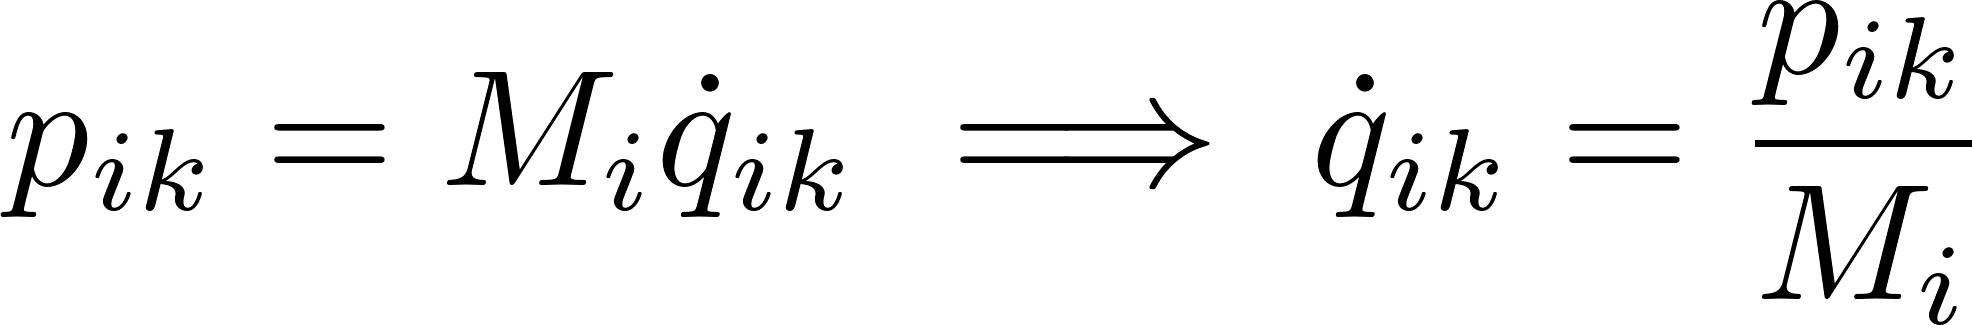 $p_{ik} = M_i \dot{q}_{ik} \implies \dot{q}_{ik} = \frac{p_{ik}}{M_i}$